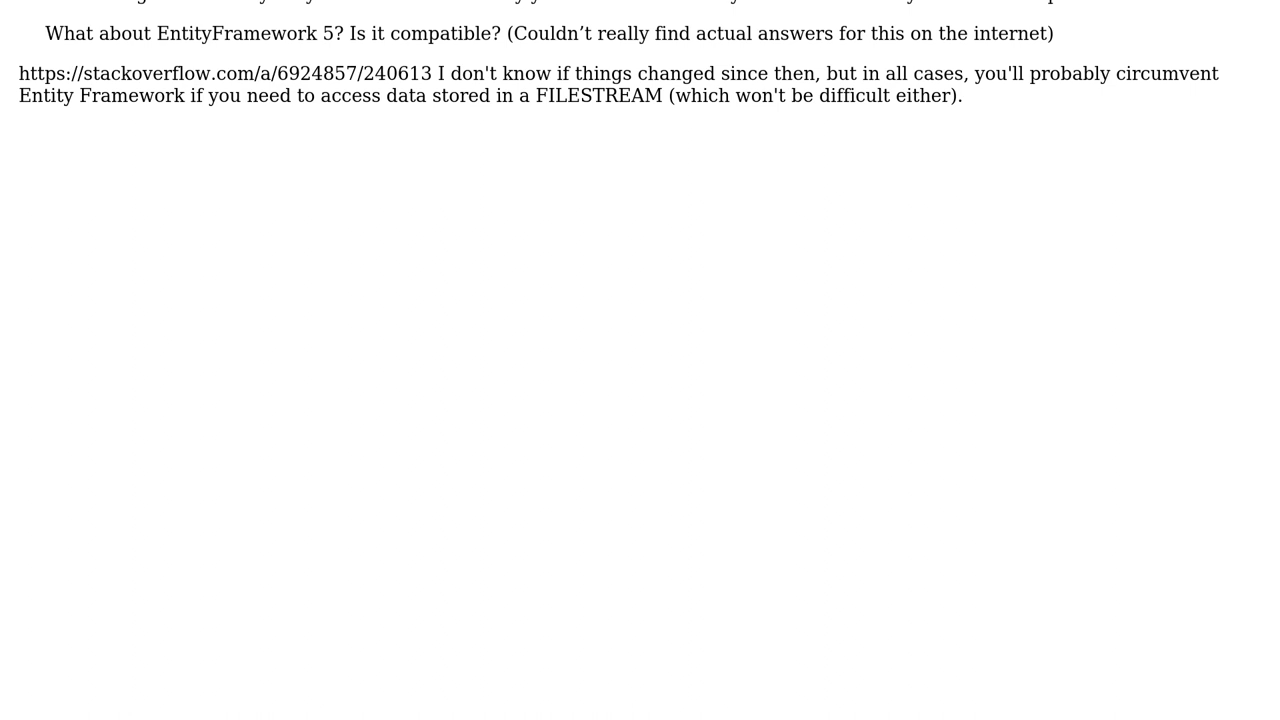 What about EntityFramework 5? Is it compatible? (Couldn’t really find actual answers for this on the internet)
https://stackoverflow.com/a/6924857/240613 I don't know if things changed since then, but in all cases, you'll probably circumvent
Entity Framework if you need to access data stored in a FILESTREAM (which won't be difficult either).